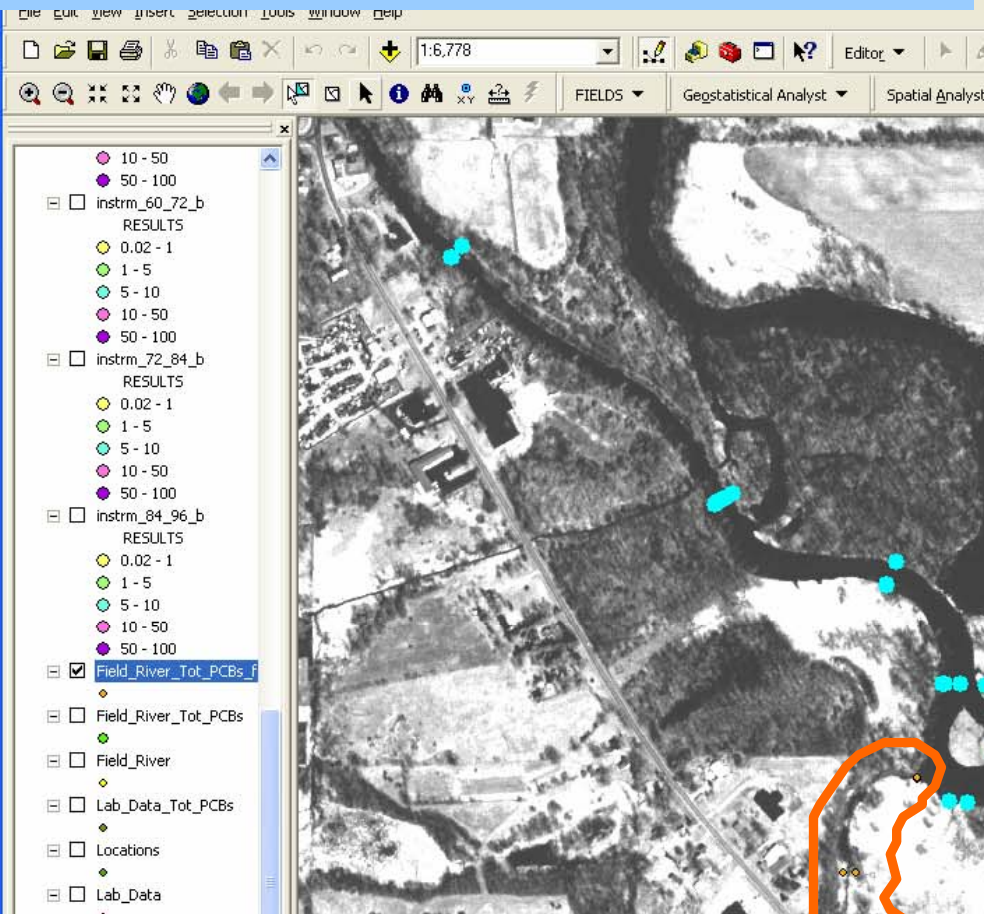 File Edit View Insert Selection Tools Window Help
1:6,778 Editor
FIELDS Geostatistical Analyst Spatial Analyst
10 - 50
50 - 100
instrm_60_72_b
RESULTS
0.02 - 1
1 - 5
5 - 10
10 - 50
50 - 100
instrm_72_84_b
RESULTS
0.02 - 1
1 - 5
5 - 10
10 - 50
50 - 100
instrm_84_96_b
RESULTS
0.02 - 1
1 - 5
5 - 10
10 - 50
50 - 100
Field_River_Tot_PCBs_f
Field_River_Tot_PCBs
Field_River
Lab_Data_Tot_PCBs
Locations
Lab_Data